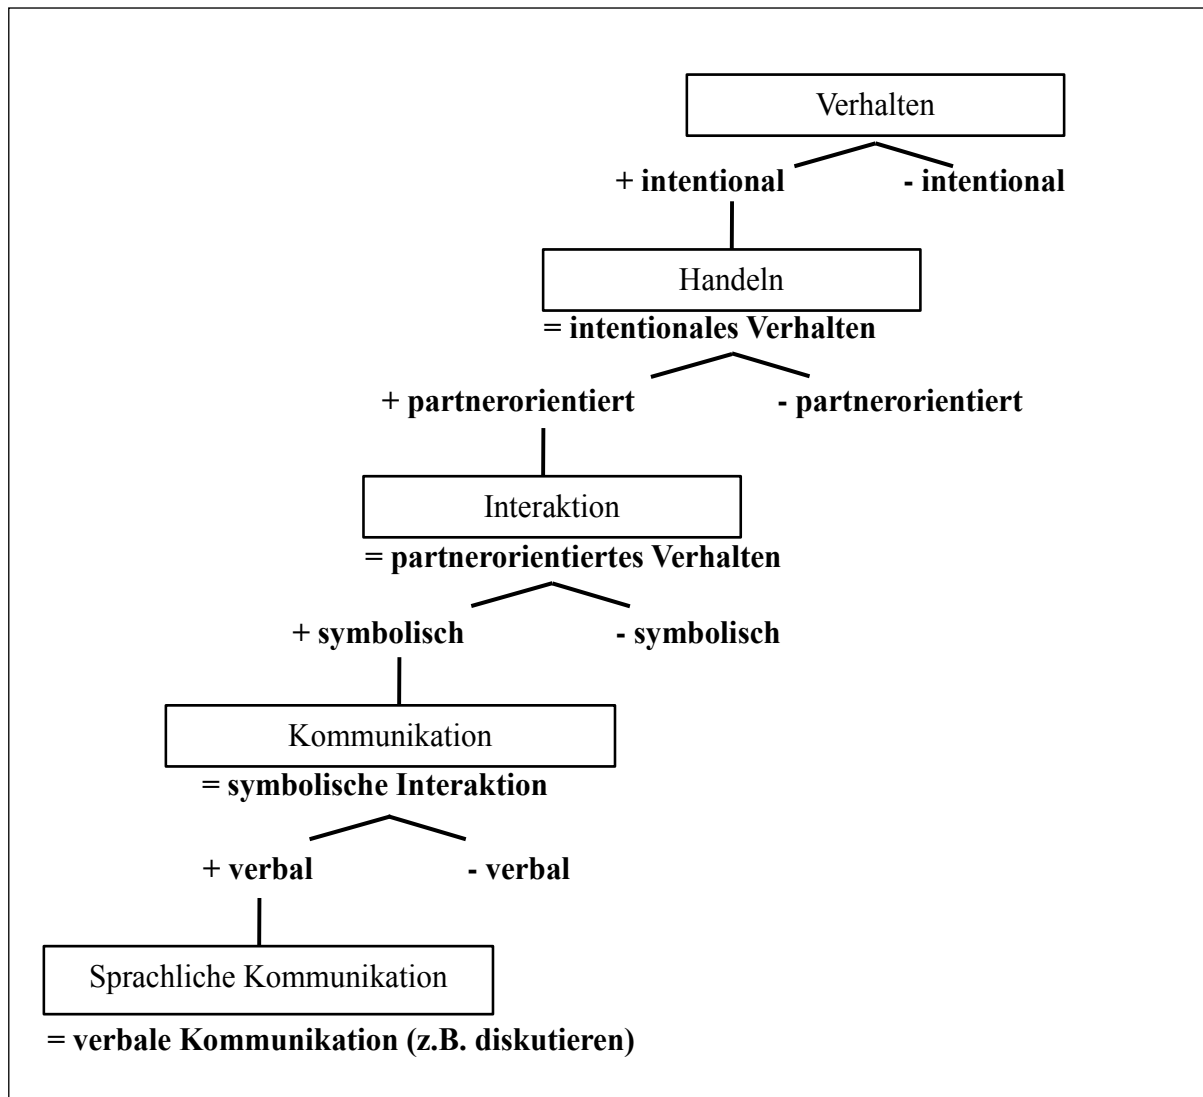 Verhalten
+ intentional - intentional
Handeln
= intentionales Verhalten
+ partnerorientiert - partnerorientiert
Interaktion
= partnerorientiertes Verhalten
+ symbolisch - symbolisch
Kommunikation
= symbolische Interaktion
+ verbal - verbal
Sprachliche Kommunikation
= verbale Kommunikation (z.B. diskutieren)